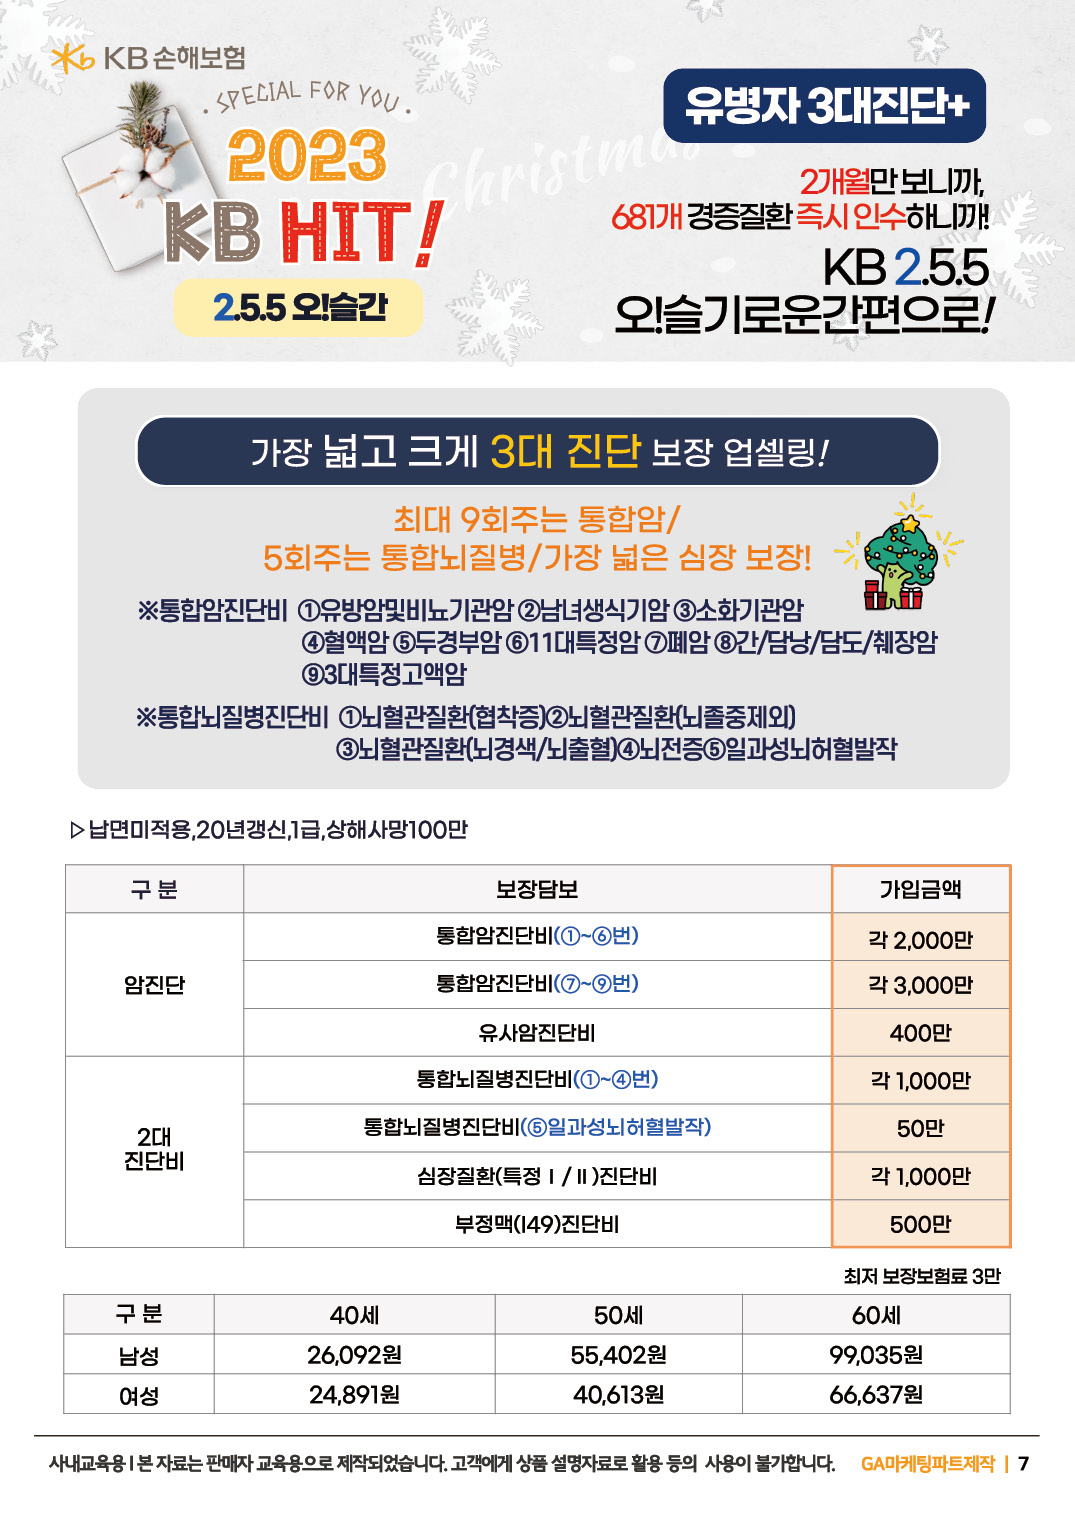 KB 손해보험
· SPECIAL FOR YOU ·
2023
KB HIT!
2.5.5 오!슬간
Christmas
유병자 3대진단+
2개월만 보니까,
681개 경증질환 즉시 인수하니까!
KB 2.5.5
오!슬기로운간편으로!
가장 넓고 크게 3대 진단 보장 업셀링!
최대 9회주는 통합암/
5회주는 통합뇌질병/가장 넓은 심장 보장!
※통합암진단비 ①유방암및비뇨기관암 ②남녀생식기암 ③소화기관암
④혈액암 ⑤두경부암 ⑥11대특정암 ⑦폐암 ⑧간/담낭/담도/췌장암
⑨3대특정고액암
※통합뇌질병진단비 ①뇌혈관질환(협착증)②뇌혈관질환(뇌졸중제외)
③뇌혈관질환(뇌경색/뇌출혈)④뇌전증⑤일과성뇌허혈발작
▷납면미적용,20년갱신,1급,상해사망100만
구 분 보장담보 가입금액
암진단 통합암진단비(①~⑥번) 각 2,000만
통합암진단비(⑦~⑨번) 각 3,000만
유사암진단비 400만
2대 진단비 통합뇌질병진단비(①~④번) 각 1,000만
통합뇌질병진단비(⑤일과성뇌허혈발작) 50만
심장질환(특정Ⅰ/Ⅱ)진단비 각 1,000만
부정맥(I49)진단비 500만
최저 보장보험료 3만
구 분 40세 50세 60세
남성 26,092원 55,402원 99,035원
여성 24,891원 40,613원 66,637원
사내교육용 I 본 자료는 판매자 교육용으로 제작되었습니다. 고객에게 상품 설명자료로 활용 등의 사용이 불가합니다. GA마케팅파트제작 | 7